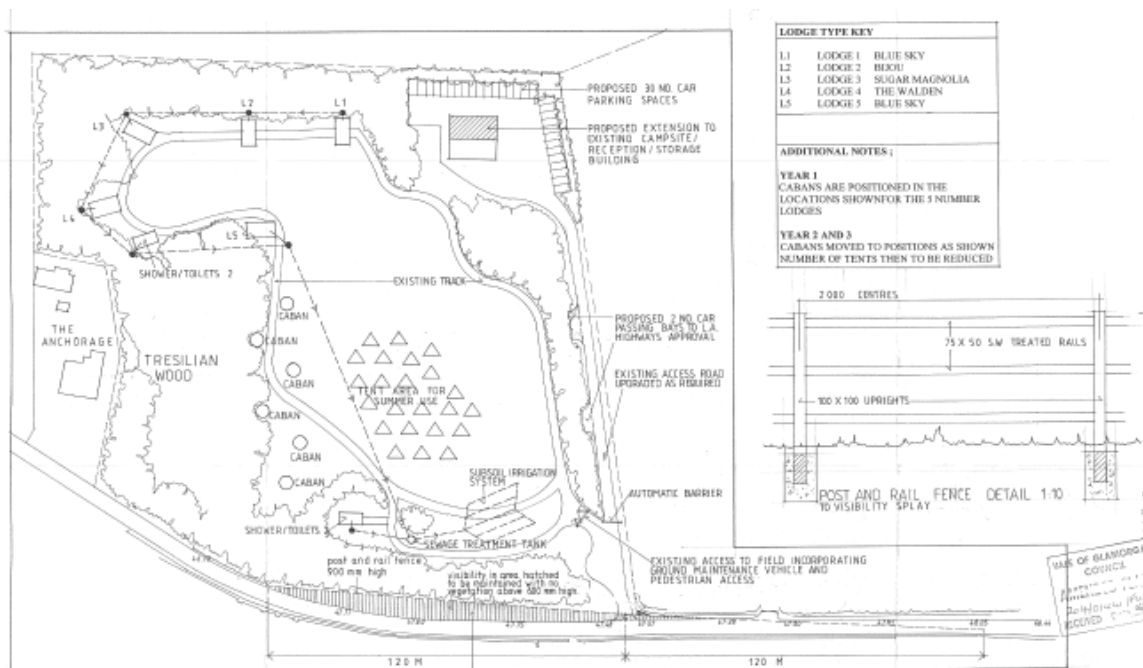 LODGE TYPE KEY
L1 LODGE 1 BLUE SKY
L2 LODGE 2 BIJOU
L3 LODGE 3 SUGAR MAGNOLIA
L4 LODGE 4 THE WALDEN
L5 LODGE 5 BLUE SKY
ADDITIONAL NOTES ;
YEAR 1
CABANS ARE POSITIONED IN THE
LOCATIONS SHOWNFOR THE 5 NUMBER
LODGES
YEAR 2 AND 3
CABANS MOVED TO POSITIONS AS SHOWN
NUMBER OF TENTS THEN TO BE REDUCED
PROPOSED 30 NO. CAR
PARKING SPACES
PROPOSED EXTENSION TO
EXISTING CAMPSITE/
RECEPTION/STORAGE
BUILDING
L3
L2
L1
L4
L5
SHOWER/TOILETS 2
EXISTING TRACK
THE
ANCHORAGE
TRESILIAN
WOOD
CABAN
CABAN
CABAN
CABAN
CABAN
CABAN
TENT AREA FOR
SUMMER USE
PROPOSED 2 NO. CAR
PASSING BAYS TO L.A.
HIGHWAYS APPROVAL
EXISTING ACCESS ROAD
UPGRADED AS REQUIRED
SUBSOIL IRRIGATION
SYSTEM
AUTOMATIC BARRIER
SHOWER/TOILETS
SEWAGE TREATMENT TANK
EXISTING ACCESS TO FIELD INCORPORATING
GROUND MAINTENANCE VEHICLE AND
PEDESTRIAN ACCESS
post and rail fence
900 mm high
visibility in area hatched
to be maintained with no
vegetation above 600 mm high
120 M
120 M
2000 CENTRES
75 X 50 S.W TREATED RAILS
100 X 100 UPRIGHTS
POST AND RAIL FENCE DETAIL 1:10
TO VISIBILITY SPLAY
COUNCIL
RECEIVED